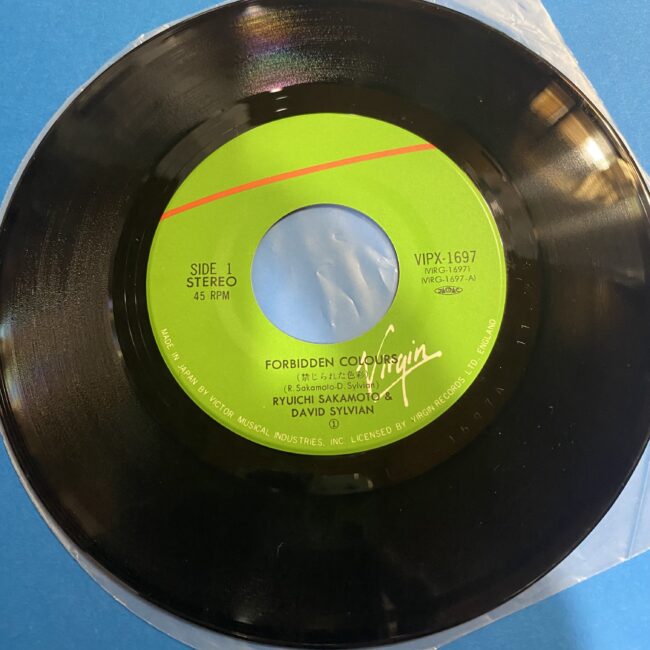 SIDE 1
STEREO
45 RPM
VIPX-1697
(VIRG-1697)
(VIRG-1697-A)
FORBIDDEN COLOURS
(禁じられた色彩)
(R. Sakamoto-D. Sylvian)
RYUICHI SAKAMOTO &
DAVID SYLVIAN
①
Virgin
MADE IN JAPAN BY VICTOR MUSICAL INDUSTRIES, INC. LICENSED BY VIRGIN RECORDS LTD. ENGLAND